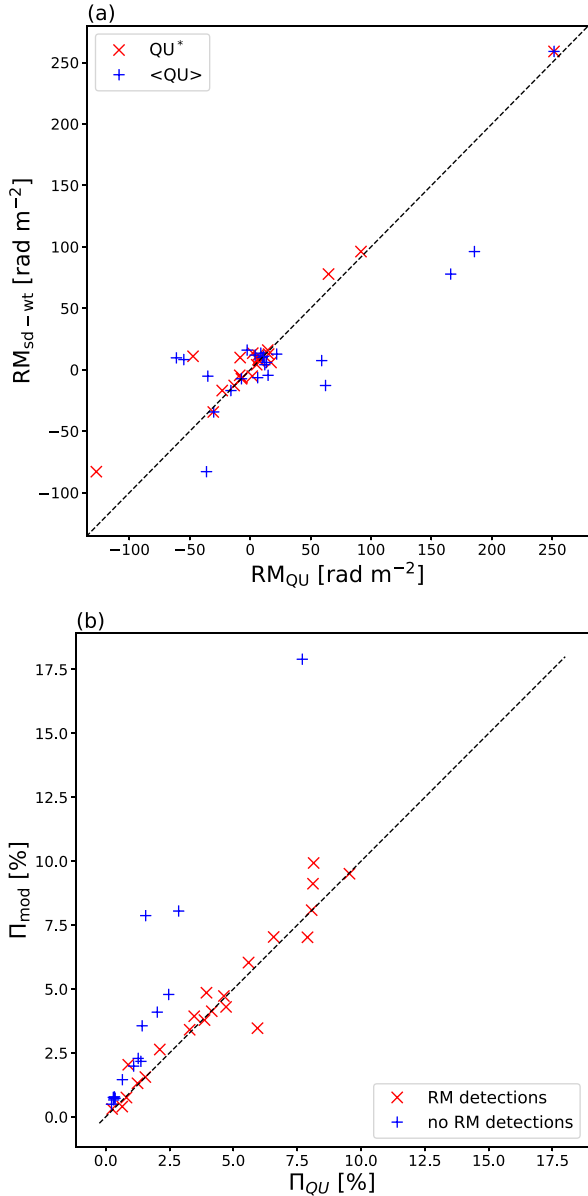 (a)
QU*
<QU>
250
200
150
100
50
0
−50
−100
RM_sd−wt [rad m⁻²]
−100 −50 0 50 100 150 200 250
RM_QU [rad m⁻²]
(b)
17.5
15.0
12.5
10.0
7.5
5.0
2.5
0.0
Π_mod [%]
RM detections
no RM detections
0.0 2.5 5.0 7.5 10.0 12.5 15.0 17.5
Π_QU [%]